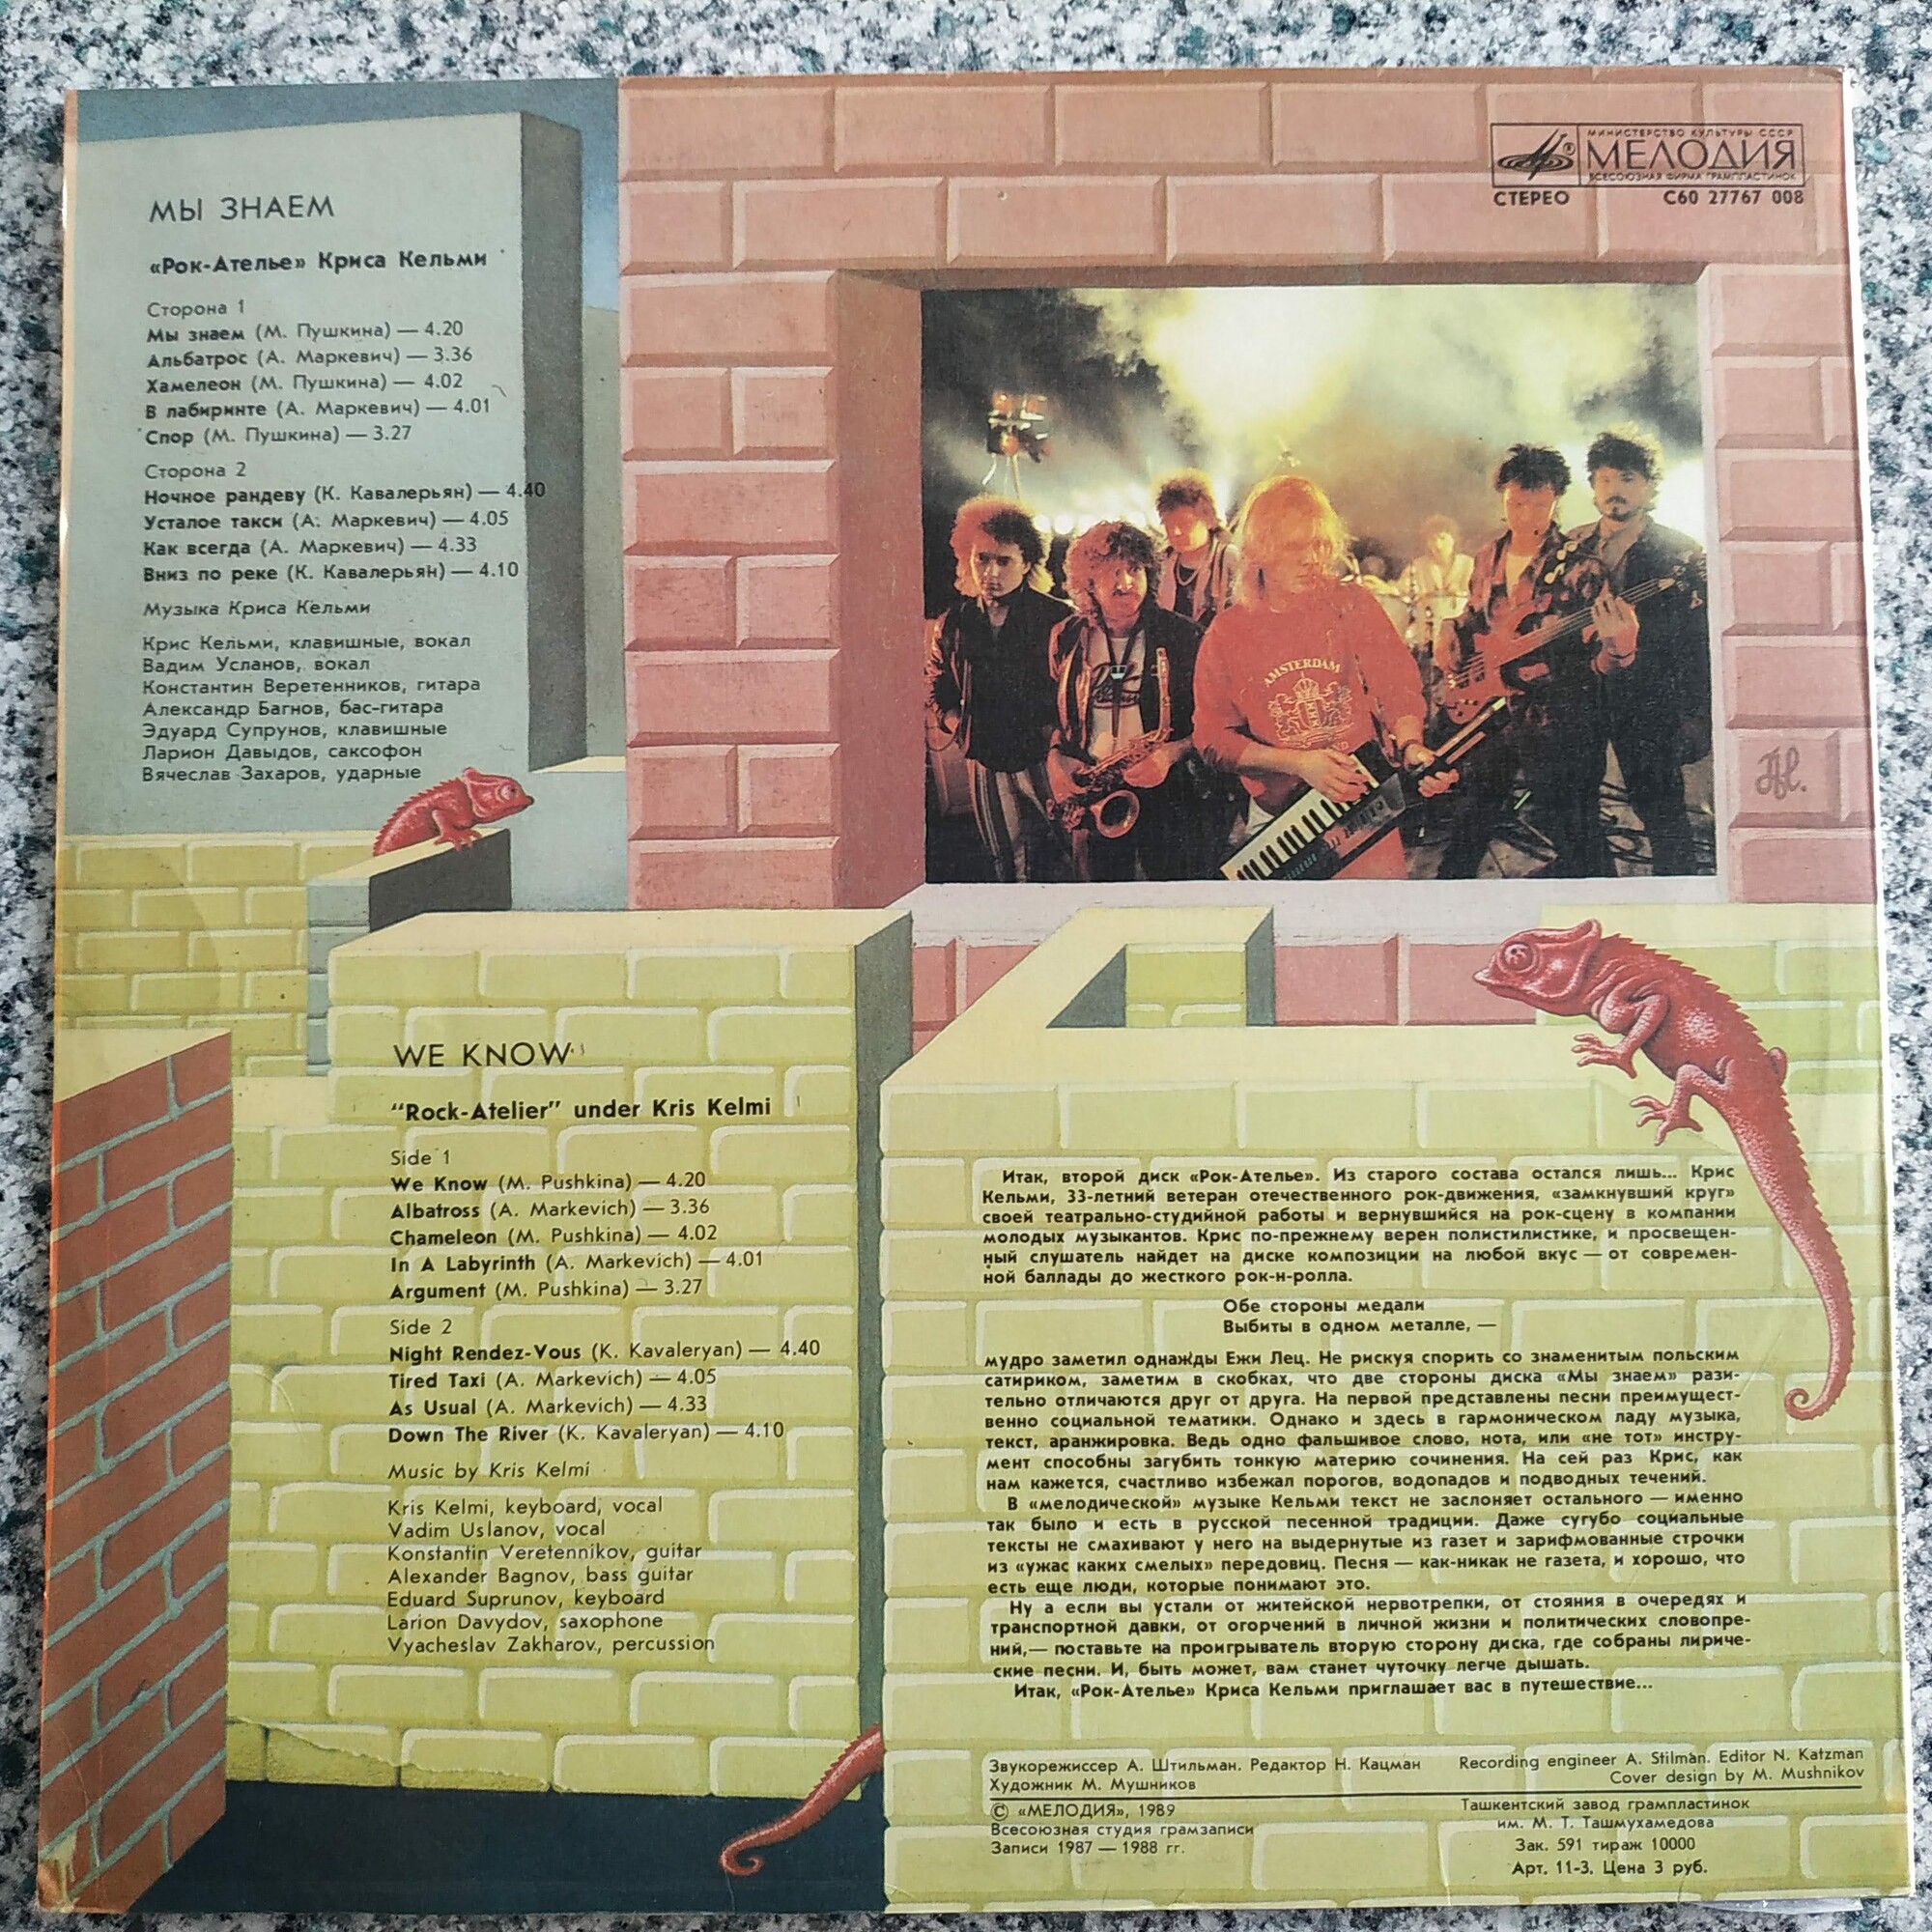 МИНИСТЕРСТВО КУЛЬТУРЫ СССР
МЕЛОДИЯ
ВСЕСОЮЗНАЯ ФИРМА ГРАМПЛАСТИНОК
СТЕРЕО С60 27767 008
МЫ ЗНАЕМ
«Рок-Ателье» Криса Кельми
Сторона 1
Мы знаем (М. Пушкина) — 4.20
Альбатрос (А. Маркевич) — 3.36
Хамелеон (М. Пушкина) — 4.02
В лабиринте (А. Маркевич) — 4.01
Спор (М. Пушкина) — 3.27
Сторона 2
Ночное рандеву (К. Кавалерьян) — 4.40
Усталое такси (А. Маркевич) — 4.05
Как всегда (А. Маркевич) — 4.33
Вниз по реке (К. Кавалерьян) — 4.10
Музыка Криса Кельми
Крис Кельми, клавишные, вокал
Вадим Усланов, вокал
Константин Веретенников, гитара
Александр Багнов, бас-гитара
Эдуард Супрунов, клавишные
Ларион Давыдов, саксофон
Вячеслав Захаров, ударные
AMSTERDAM
WE KNOW
“Rock-Atelier” under Kris Kelmi
Side 1
We Know (M. Pushkina) — 4.20
Albatross (A. Markevich) — 3.36
Chameleon (M. Pushkina) — 4.02
In A Labyrinth (A. Markevich) — 4.01
Argument (M. Pushkina) — 3.27
Side 2
Night Rendez-Vous (K. Kavaleryan) — 4.40
Tired Taxi (A. Markevich) — 4.05
As Usual (A. Markevich) — 4.33
Down The River (K. Kavaleryan) — 4.10
Music by Kris Kelmi
Kris Kelmi, keyboard, vocal
Vadim Uslanov, vocal
Konstantin Veretennikov, guitar
Alexander Bagnov, bass guitar
Eduard Suprunov, keyboard
Larion Davydov, saxophone
Vyacheslav Zakharov, percussion
Итак, второй диск «Рок-Ателье». Из старого состава остался лишь... Крис
Кельми, 33-летний ветеран отечественного рок-движения, «замкнувший круг»
своей театрально-студийной работы и вернувшийся на рок-сцену в компании
молодых музыкантов. Крис по-прежнему верен полистилистике, и просвещен-
ный слушатель найдет на диске композиции на любой вкус — от современ-
ной баллады до жесткого рок-н-ролла.
Обе стороны медали
Выбиты в одном металле, —
мудро заметил однажды Ежи Лец. Не рискуя спорить со знаменитым польским
сатириком, заметим в скобках, что две стороны диска «Мы знаем» рази-
тельно отличаются друг от друга. На первой представлены песни преимущест-
венно социальной тематики. Однако и здесь в гармоническом ладу музыка,
текст, аранжировка. Ведь одно фальшивое слово, нота, или «не тот» инстру-
мент способны загубить тонкую материю сочинения. На сей раз Крис, как
нам кажется, счастливо избежал порогов, водопадов и подводных течений.
В «мелодической» музыке Кельми текст не заслоняет остального — именно
так было и есть в русской песенной традиции. Даже сугубо социальные
тексты не смахивают у него на выдернутые из газет и зарифмованные строчки
из «ужас каких смелых» передовиц. Песня — как-никак не газета, и хорошо, что
есть еще люди, которые понимают это.
Ну а если вы устали от житейской нервотрепки, от стояния в очередях и
транспортной давки, от огорчений в личной жизни и политических словопре-
ний,— поставьте на проигрыватель вторую сторону диска, где собраны лириче-
ские песни. И, быть может, вам станет чуточку легче дышать.
Итак, «Рок-Ателье» Криса Кельми приглашает вас в путешествие...
Звукорежиссер А. Штильман. Редактор Н. Кацман
Художник М. Мушников
Recording engineer A. Stilman. Editor N. Katzman
Cover design by M. Mushnikov
© «МЕЛОДИЯ», 1989
Всесоюзная студия грамзаписи
Записи 1987 — 1988 гг.
Ташкентский завод грампластинок
им. М. Т. Ташмухамедова
Зак. 591 тираж 10000
Арт. 11-3. Цена 3 руб.